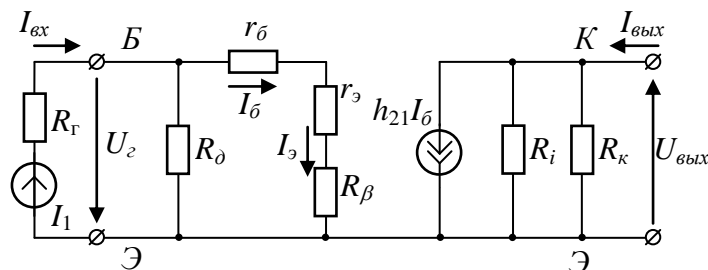 I_вх Б r_б К I_вых
R_г U_г R_д I_б r_э h_21 I_б R_i R_к U_вых
I_э R_β
I_1
Э Э